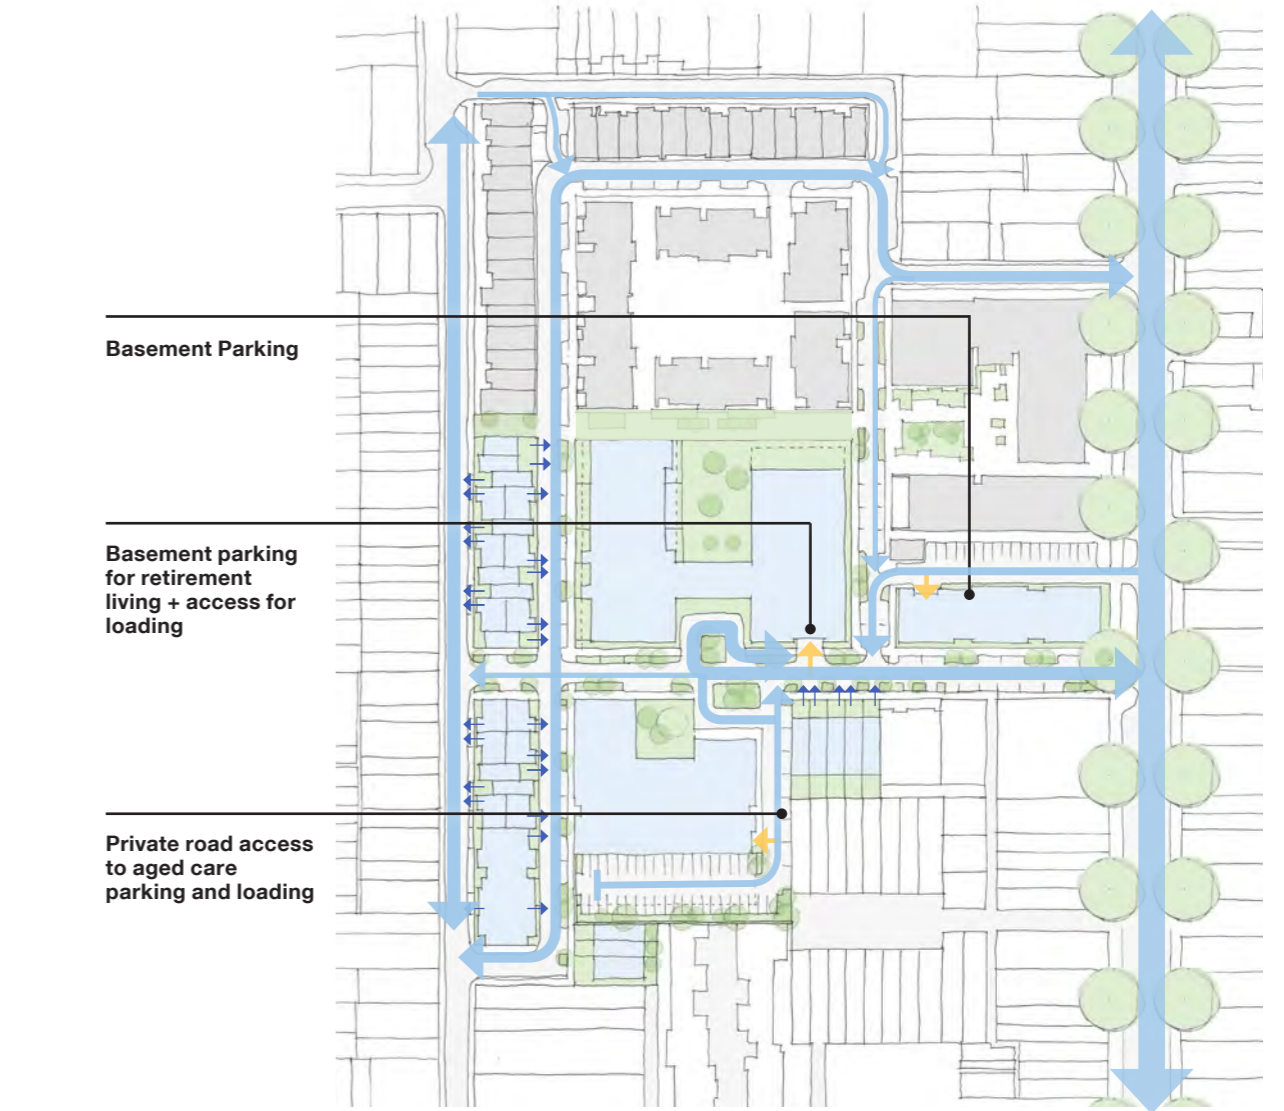 Basement Parking
Basement parking
for retirement
living + access for
loading
Private road access
to aged care
parking and loading